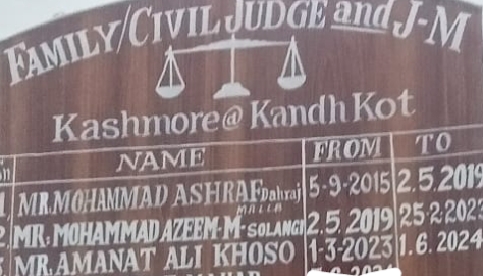 FAMILY/CIVIL JUDGE and J-M
Kashmore@ Kandh Kot
NAME FROM TO
1 MR.MOHAMMAD ASHRAF Dahraj 5-9-2015 2.5.2019
2 MR: MOHAMMAD AZEEM-M- MALLA SOLANGI 2.5.2019 25-2-2023
MR.AMANAT ALI KHOSO 1-3-2023 1.6.2024